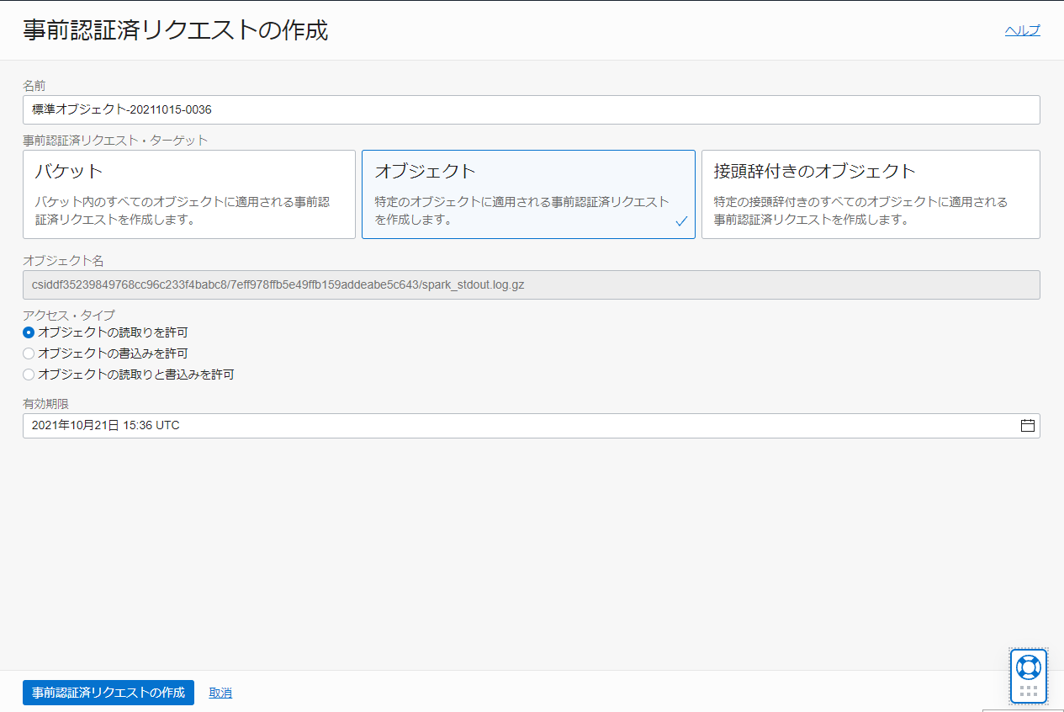 事前認証済リクエストの作成
ヘルプ
名前
標準オブジェクト-20211015-0036
事前認証済リクエスト・ターゲット
バケット
バケット内のすべてのオブジェクトに適用される事前認
証済リクエストを作成します。
オブジェクト
特定のオブジェクトに適用される事前認証済リクエスト
を作成します。
接頭辞付きのオブジェクト
特定の接頭辞付きのすべてのオブジェクトに適用される
事前認証済リクエストを作成します。
オブジェクト名
csiddf35239849768cc96c233f4babc8/7eff978ffb5e49ffb159addeabe5c643/spark_stdout.log.gz
アクセス・タイプ
オブジェクトの読取りを許可
オブジェクトの書込みを許可
オブジェクトの読取りと書込みを許可
有効期限
2021年10月21日 15:36 UTC
事前認証済リクエストの作成
取消